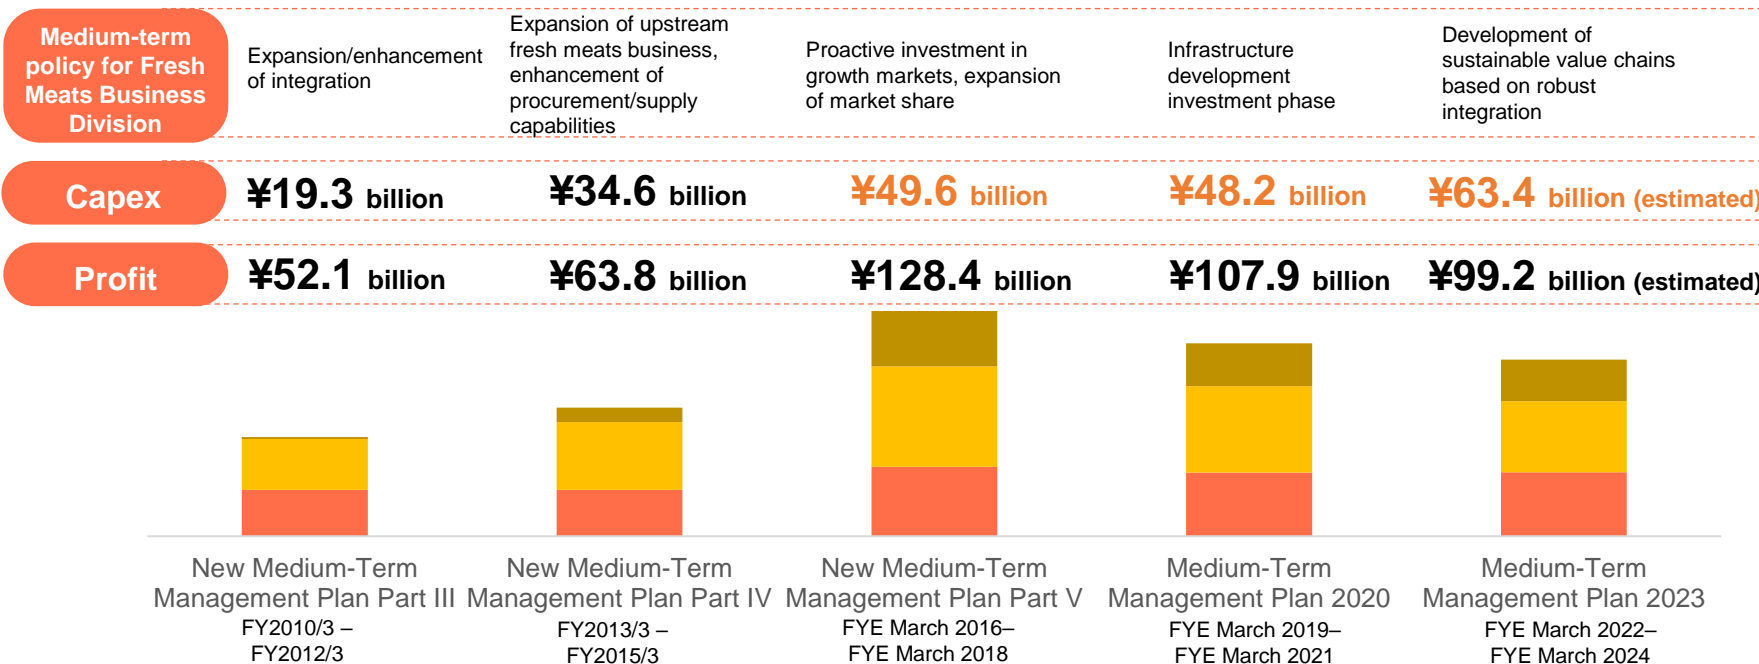 Medium-term
policy for Fresh
Meats Business
Division
Expansion/enhancement
of integration
Expansion of upstream
fresh meats business,
enhancement of
procurement/supply
capabilities
Proactive investment in
growth markets, expansion
of market share
Infrastructure
development
investment phase
Development of
sustainable value chains
based on robust
integration
Capex
¥19.3 billion
¥34.6 billion
¥49.6 billion
¥48.2 billion
¥63.4 billion (estimated)
Profit
¥52.1 billion
¥63.8 billion
¥128.4 billion
¥107.9 billion
¥99.2 billion (estimated)
New Medium-Term
Management Plan Part III
FY2010/3 –
FY2012/3
New Medium-Term
Management Plan Part IV
FY2013/3 –
FY2015/3
New Medium-Term
Management Plan Part V
FYE March 2016–
FYE March 2018
Medium-Term
Management Plan 2020
FYE March 2019–
FYE March 2021
Medium-Term
Management Plan 2023
FYE March 2022–
FYE March 2024